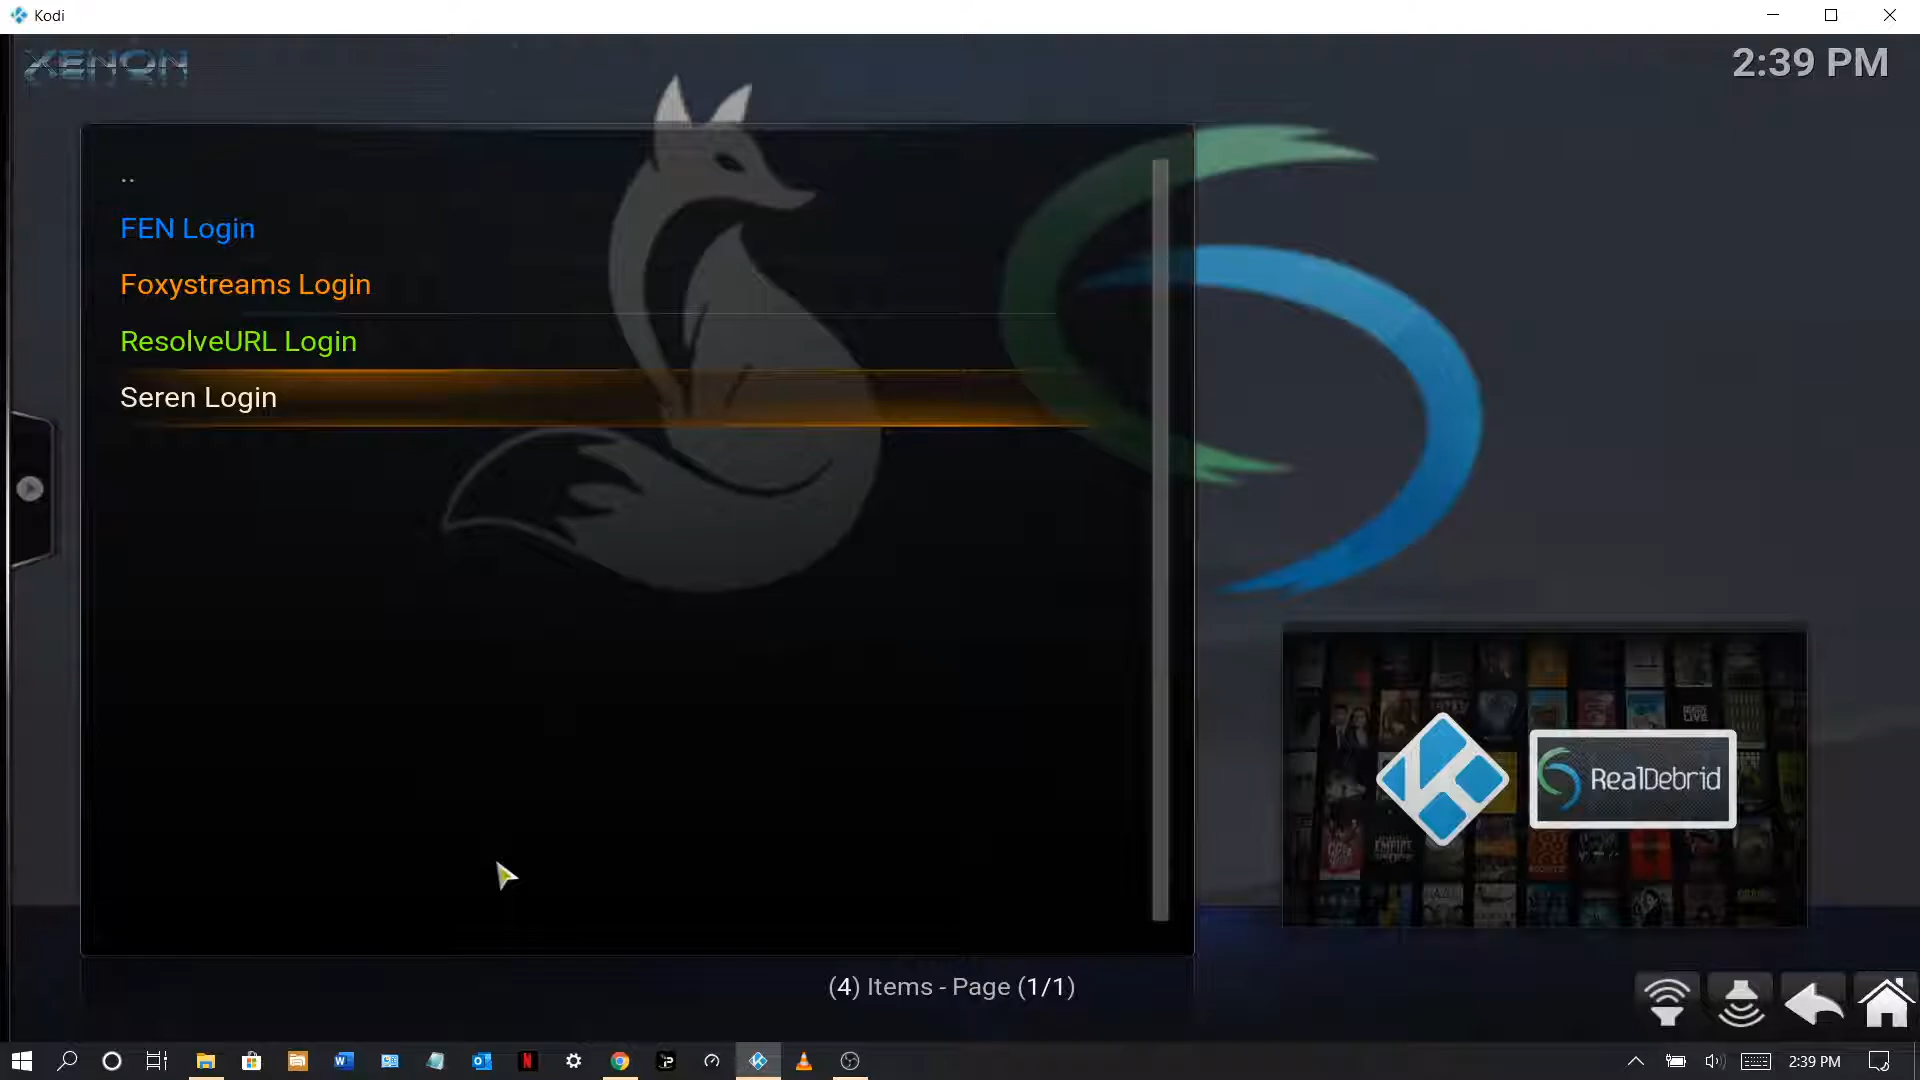 Kodi
XENON
2:39 PM
..
FEN Login
Foxystreams Login
ResolveURL Login
Seren Login
RealDebrid
(4) Items - Page (1/1)
2:39 PM